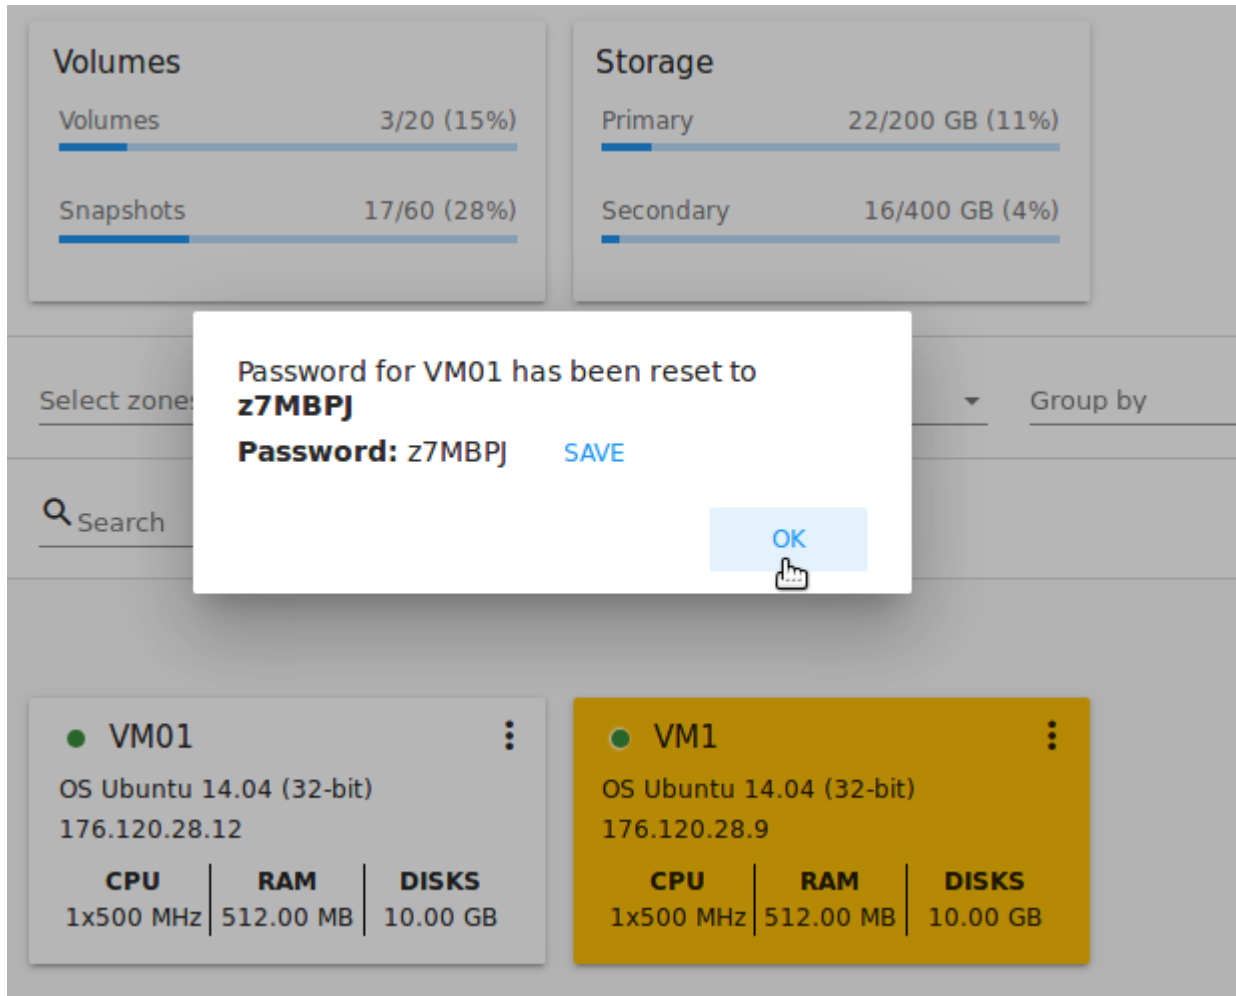 Volumes
Volumes 3/20 (15%)
Snapshots 17/60 (28%)
Storage
Primary 22/200 GB (11%)
Secondary 16/400 GB (4%)
Password for VM01 has been reset to
z7MBPJ
Password: z7MBPJ SAVE
OK
Select zone
Group by
Search
VM01
OS Ubuntu 14.04 (32-bit)
176.120.28.12
CPU RAM DISKS
1x500 MHz 512.00 MB 10.00 GB
VM1
OS Ubuntu 14.04 (32-bit)
176.120.28.9
CPU RAM DISKS
1x500 MHz 512.00 MB 10.00 GB